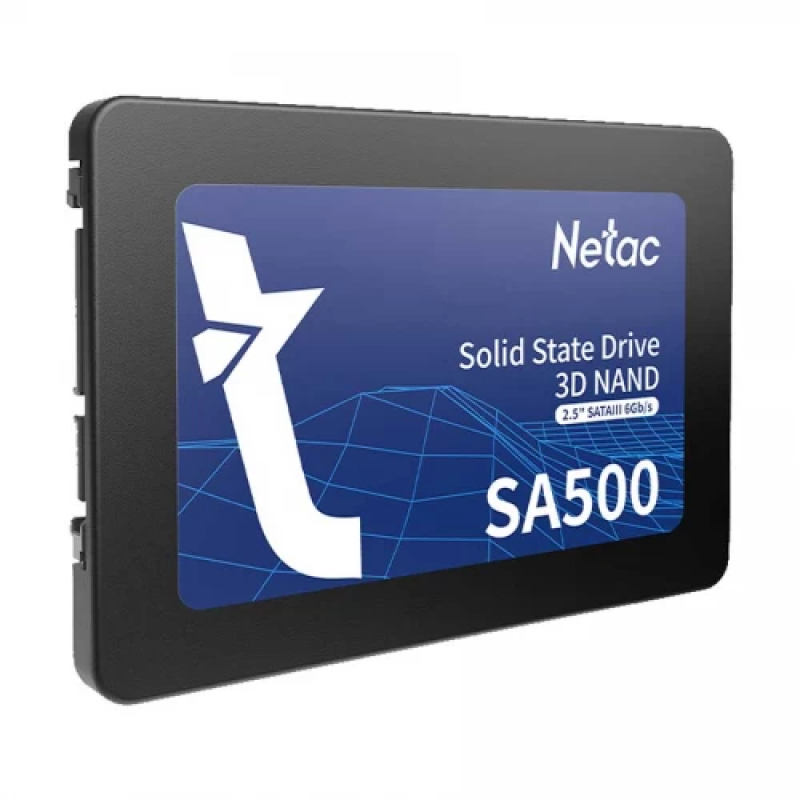 Netac
Solid State Drive
3D NAND
2.5" SATAIII 6Gb/s
SA500